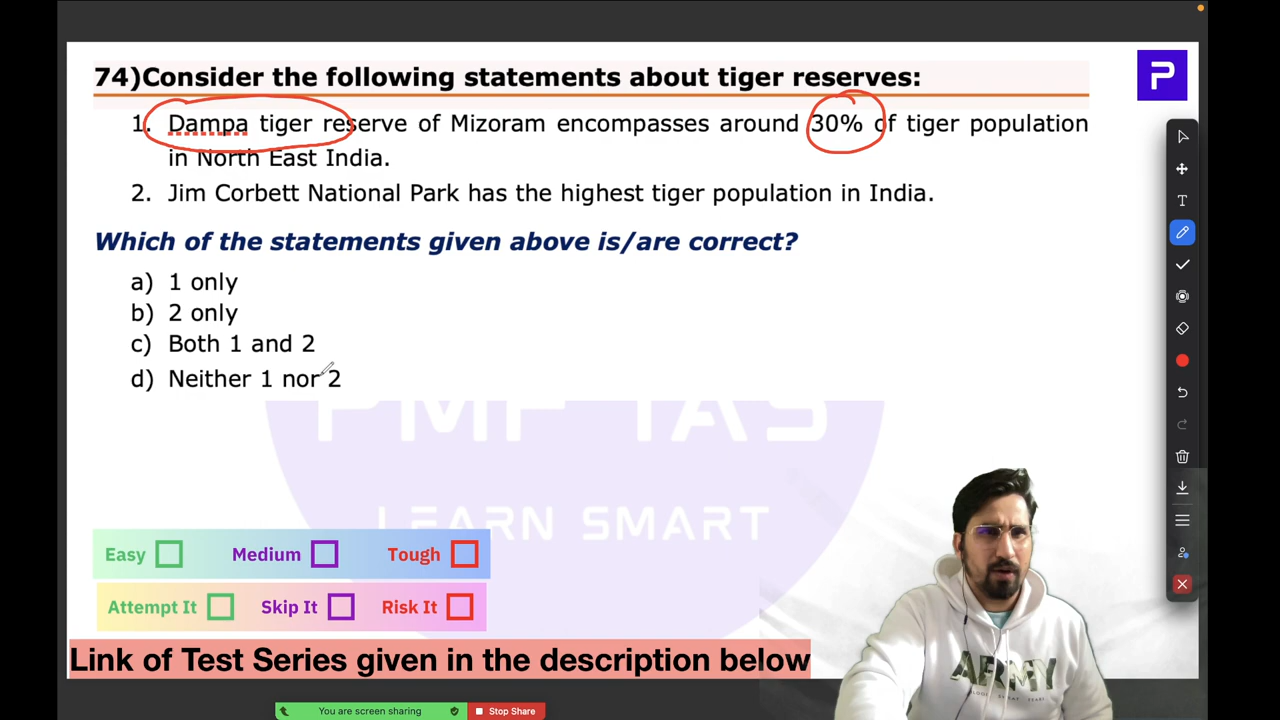 74)Consider the following statements about tiger reserves:
P
1. Dampa tiger reserve of Mizoram encompasses around 30% of tiger population
in North East India.
2. Jim Corbett National Park has the highest tiger population in India.
Which of the statements given above is/are correct?
a) 1 only
b) 2 only
c) Both 1 and 2
d) Neither 1 nor 2
PMF IAS
LEARN SMART
Easy Medium Tough
Attempt It Skip It Risk It
Link of Test Series given in the description below
ARMY
You are screen sharing Stop Share
T